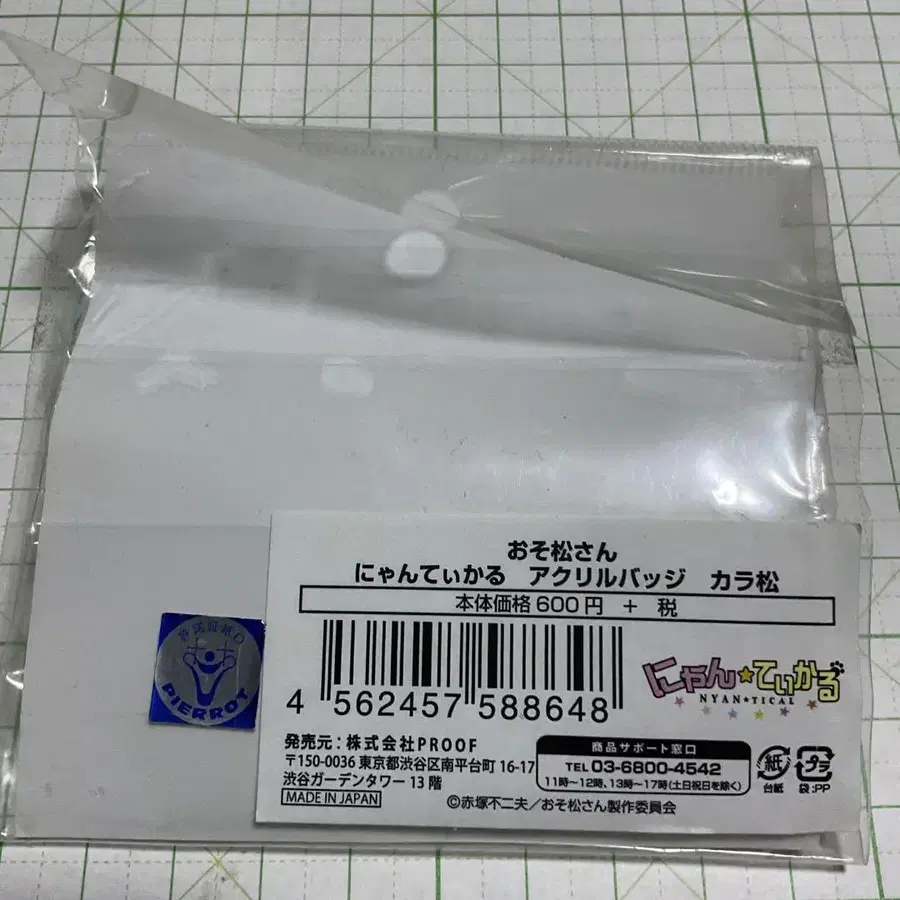 おそ松さん
にゃんてぃかる アクリルバッジ カラ松
本体価格600円 + 税
4 562457 588648
にゃん★てぃかる
NYAN★TICAL
許諾証紙
PIERROT
発売元：株式会社PROOF
〒150-0036 東京都渋谷区南平台町 16-17
渋谷ガーデンタワー 13階
MADE IN JAPAN
商品サポート窓口
TEL 03-6800-4542
11時〜12時、13時〜17時(土日祝日を除く)
紙
台紙
プラ
袋:PP
©赤塚不二夫／おそ松さん製作委員会